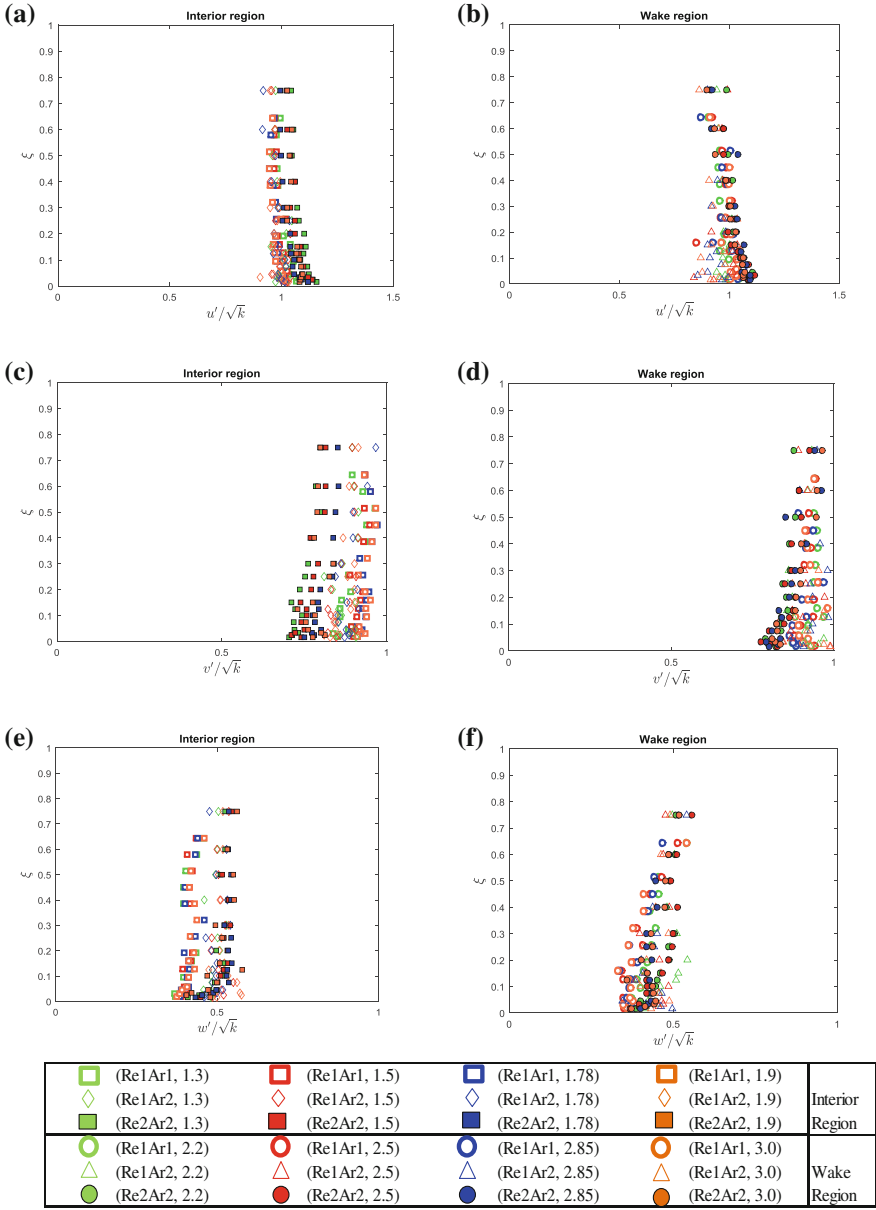 (a)
Interior region
1
0.9
0.8
0.7
0.6
ξ 0.5
0.4
0.3
0.2
0.1
0
0 0.5 1 1.5
u′/√k
(b)
Wake region
1
0.9
0.8
0.7
0.6
ξ 0.5
0.4
0.3
0.2
0.1
0
0 0.5 1 1.5
u′/√k
(c)
Interior region
1
0.9
0.8
0.7
0.6
ξ 0.5
0.4
0.3
0.2
0.1
0
0 0.5 1
v′/√k
(d)
Wake region
1
0.9
0.8
0.7
0.6
ξ 0.5
0.4
0.3
0.2
0.1
0
0 0.5 1
v′/√k
(e)
Interior region
1
0.9
0.8
0.7
0.6
ξ 0.5
0.4
0.3
0.2
0.1
0
0 0.5 1
w′/√k
(f)
Wake region
1
0.9
0.8
0.7
0.6
ξ 0.5
0.4
0.3
0.2
0.1
0
0 0.5 1
w′/√k
(Re1Ar1, 1.3) (Re1Ar1, 1.5) (Re1Ar1, 1.78) (Re1Ar1, 1.9)
(Re1Ar2, 1.3) (Re1Ar2, 1.5) (Re1Ar2, 1.78) (Re1Ar2, 1.9) Interior
(Re2Ar2, 1.3) (Re2Ar2, 1.5) (Re2Ar2, 1.78) (Re2Ar2, 1.9) Region
(Re1Ar1, 2.2) (Re1Ar1, 2.5) (Re1Ar1, 2.85) (Re1Ar1, 3.0)
(Re1Ar2, 2.2) (Re1Ar2, 2.5) (Re1Ar2, 2.85) (Re1Ar2, 3.0) Wake
(Re2Ar2, 2.2) (Re2Ar2, 2.5) (Re2Ar2, 2.85) (Re2Ar2, 3.0) Region